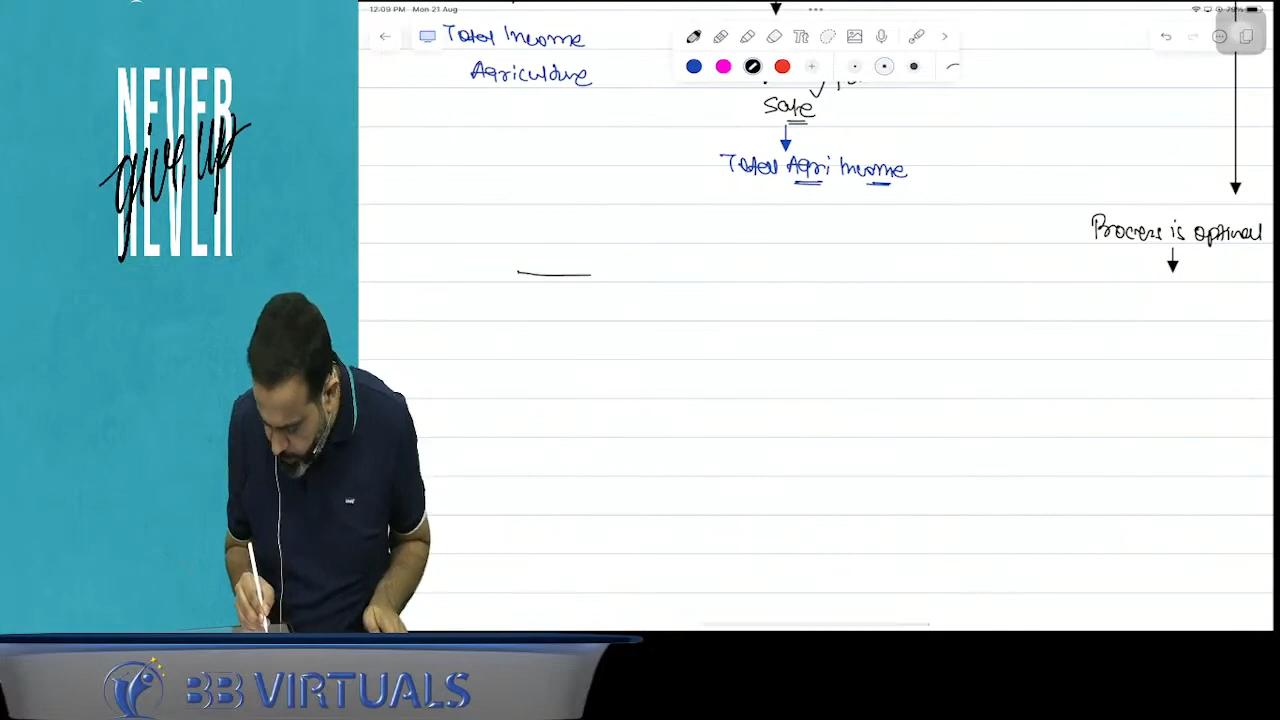 12:09 PM Mon 21 Aug
79%
Total Income
Agriculture
Sale
Total Agri Income
Process is optional
NEVER
give up
NEVER
BB VIRTUALS